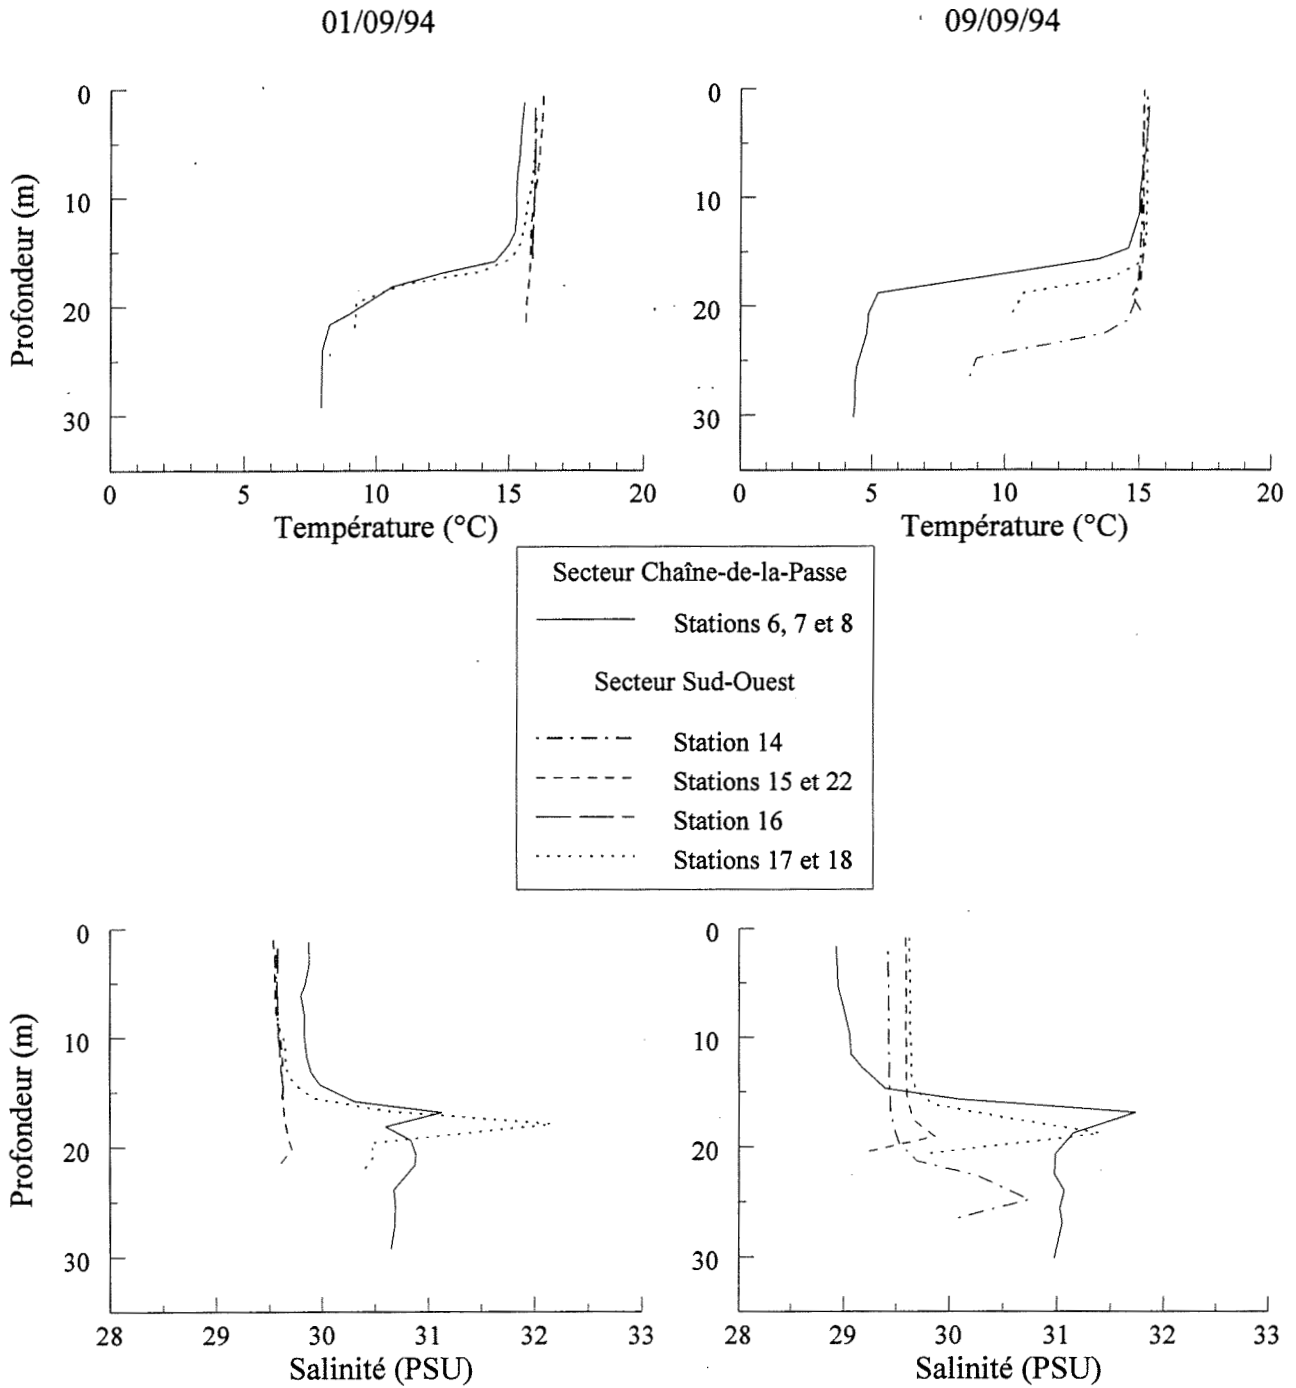 01/09/94
09/09/94
0
10
20
30
Profondeur (m)
0 5 10 15 20
Température (°C)
0
10
20
30
0 5 10 15 20
Température (°C)
Secteur Chaîne-de-la-Passe
Stations 6, 7 et 8
Secteur Sud-Ouest
Station 14
Stations 15 et 22
Station 16
Stations 17 et 18
0
10
20
30
Profondeur (m)
28 29 30 31 32 33
Salinité (PSU)
0
10
20
30
28 29 30 31 32 33
Salinité (PSU)